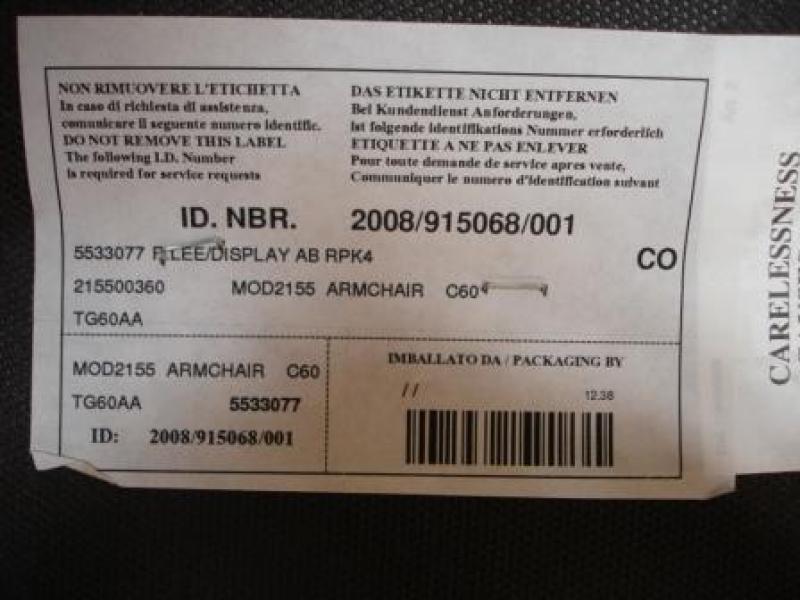 NON RIMUOVERE L'ETICHETTA
In caso di richiesta di assistenza,
comunicare il seguente numero identific.
DO NOT REMOVE THIS LABEL
The following I.D. Number
is required for service requests
DAS ETIKETTE NICHT ENTFERNEN
Bei Kundendienst Anforderungen,
ist folgende identifikations Nummer erforderlich
ETIQUETTE A NE PAS ENLEVER
Pour toute demande de service apres vente,
Communiquer le numero d'identification suivant
ID. NBR. 2008/915068/001
5533077 LEE/DISPLAY AB RPK4
CO
215500360 MOD2155 ARMCHAIR C60
TG60AA
MOD2155 ARMCHAIR C60
TG60AA 5533077
ID: 2008/915068/001
IMBALLATO DA / PACKAGING BY
/ /
12.38
CARELESSNESS